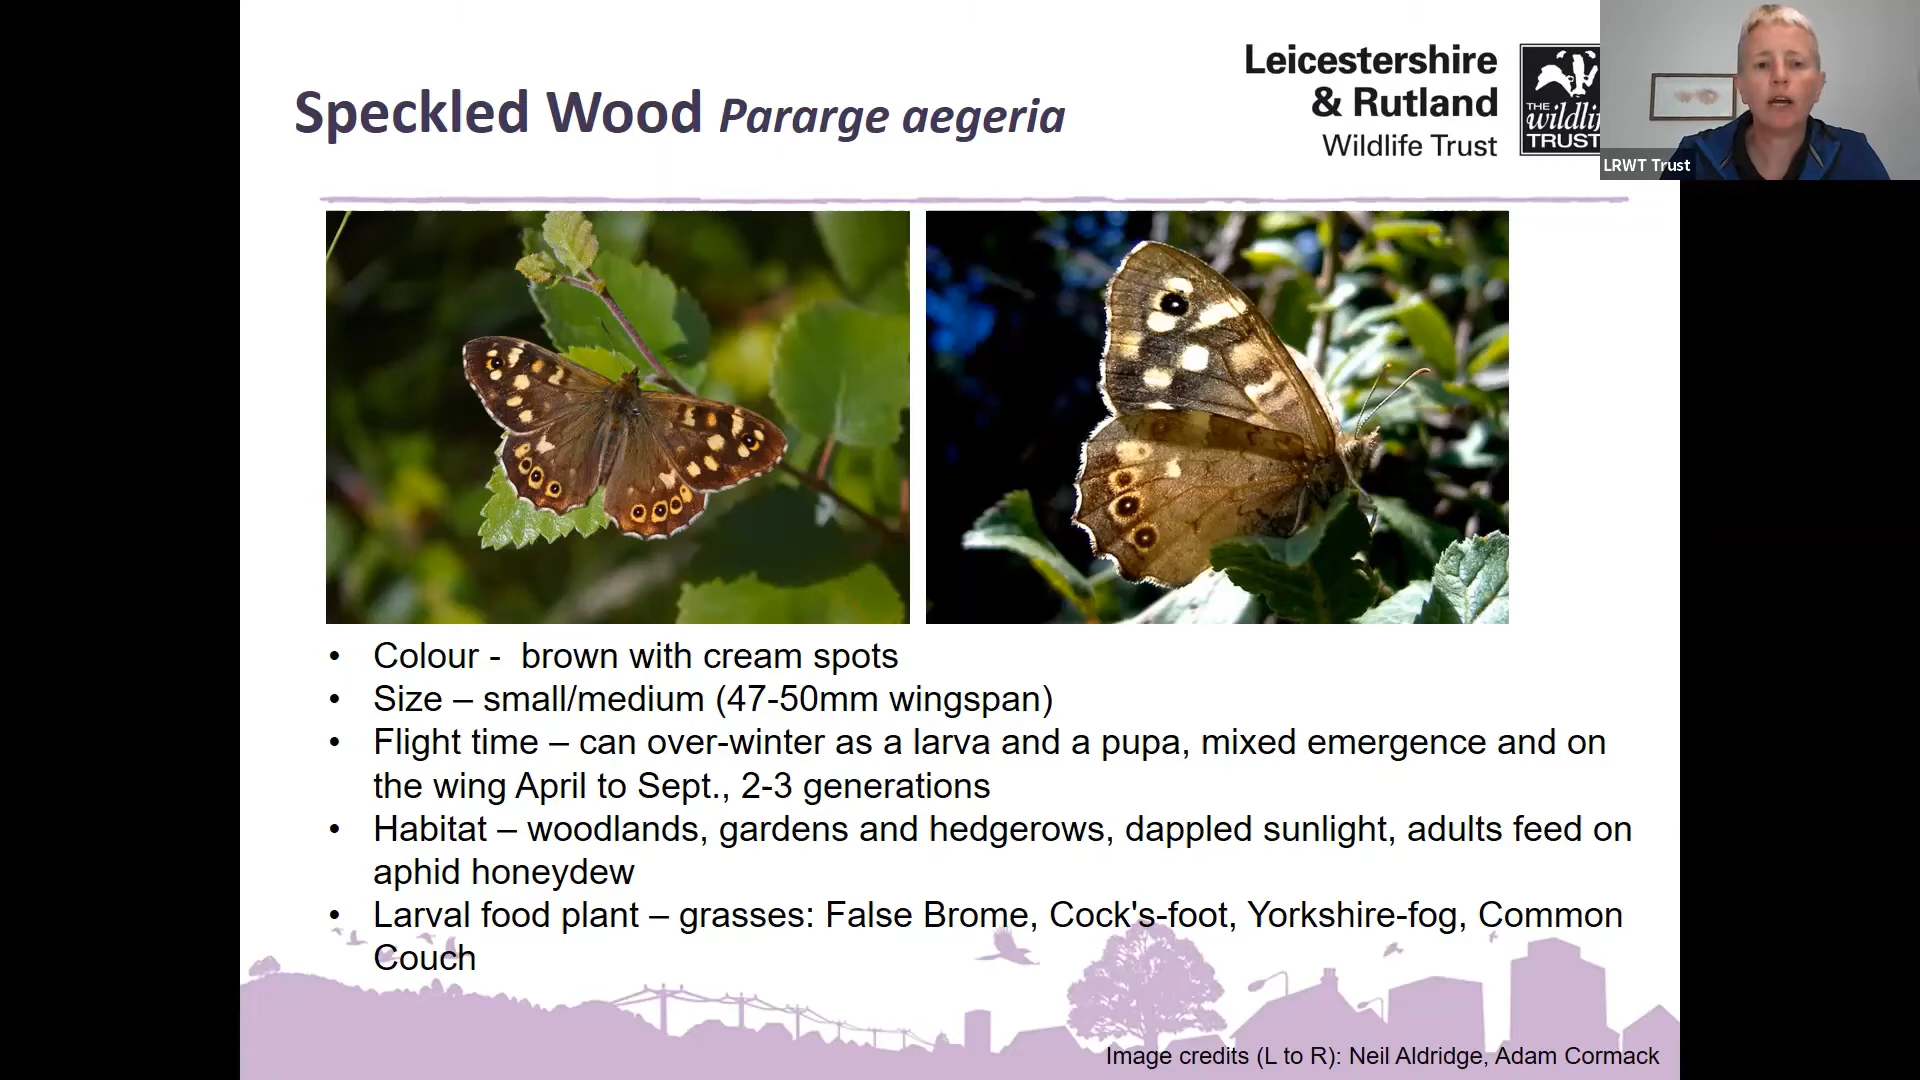 Speckled Wood Pararge aegeria
Leicestershire
& Rutland
Wildlife Trust
THE
wildli
TRUST
LRWT Trust
• Colour -  brown with cream spots
• Size – small/medium (47-50mm wingspan)
• Flight time – can over-winter as a larva and a pupa, mixed emergence and on
the wing April to Sept., 2-3 generations
• Habitat – woodlands, gardens and hedgerows, dappled sunlight, adults feed on
aphid honeydew
• Larval food plant – grasses: False Brome, Cock's-foot, Yorkshire-fog, Common
Couch
Image credits (L to R): Neil Aldridge, Adam Cormack